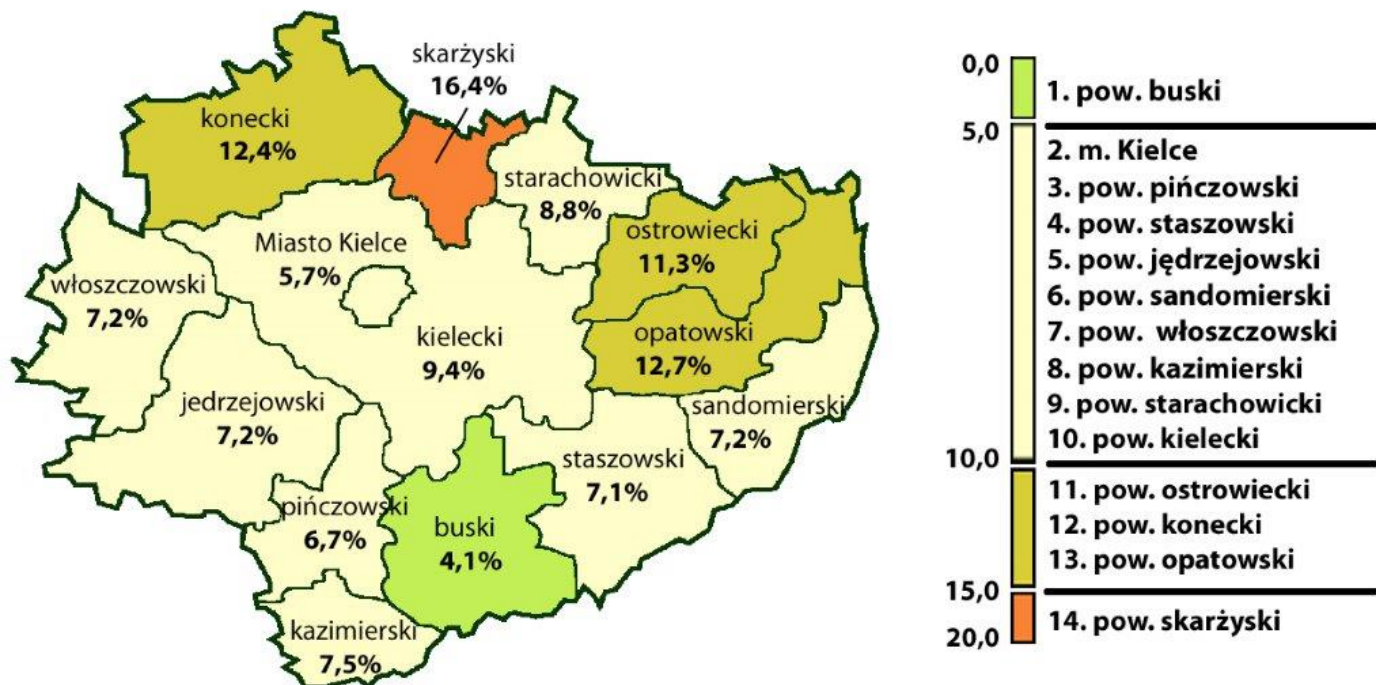 skarżyski
16,4%
konecki
12,4%
starachowicki
8,8%
ostrowiecki
11,3%
Miasto Kielce
5,7%
włoszczowski
7,2%
kielecki
9,4%
opatowski
12,7%
jedrzejowski
7,2%
sandomierski
7,2%
staszowski
7,1%
pińczowski
6,7%
buski
4,1%
kazimierski
7,5%
0,0
1. pow. buski
5,0
2. m. Kielce
3. pow. pińczowski
4. pow. staszowski
5. pow. jędrzejowski
6. pow. sandomierski
7. pow. włoszczowski
8. pow. kazimierski
9. pow. starachowicki
10. pow. kielecki
10,0
11. pow. ostrowiecki
12. pow. konecki
13. pow. opatowski
15,0
14. pow. skarżyski
20,0